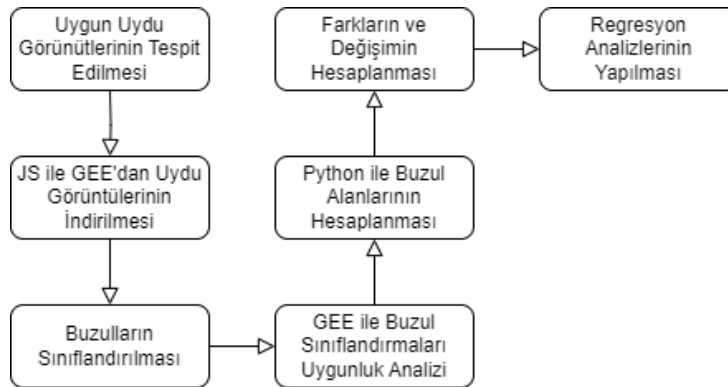 Uygun Uydu
Görünütlerinin Tespit
Edilmesi
JS ile GEE'dan Uydu
Görüntülerinin
İndirilmesi
Buzulların
Sınıflandırılması
GEE ile Buzul
Sınıflandırmaları
Uygunluk Analizi
Python ile Buzul
Alanlarının
Hesaplanması
Farkların ve
Değişimin
Hesaplanması
Regresyon
Analizlerinin
Yapılması